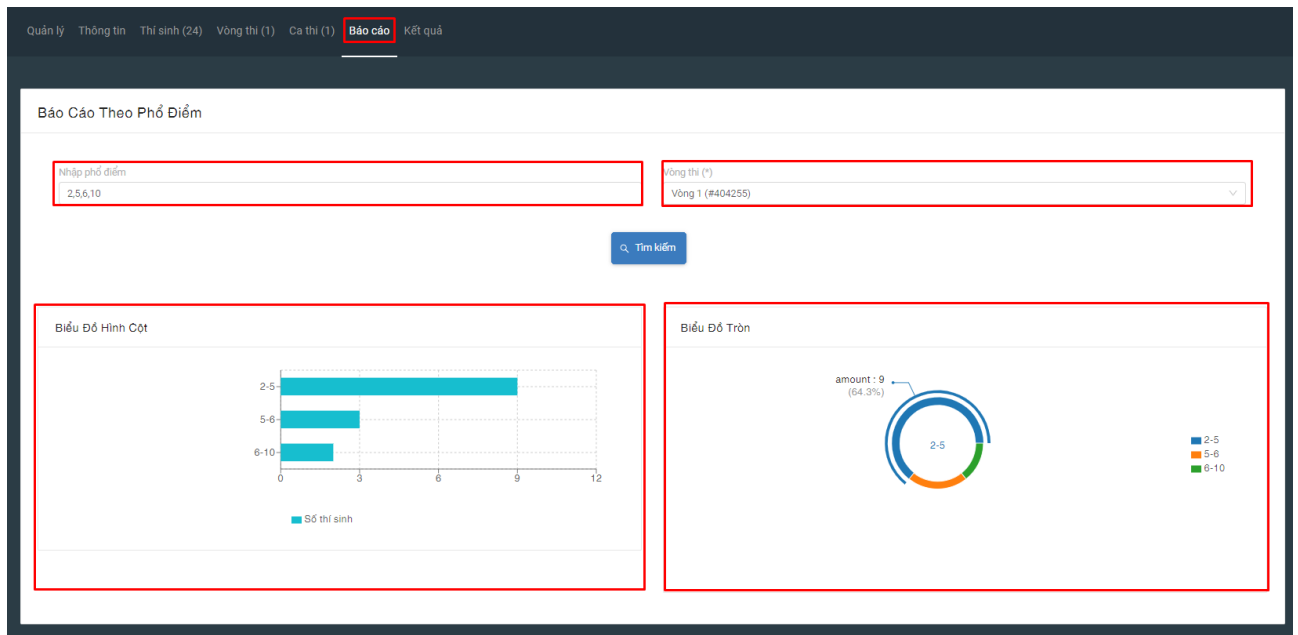 Quản lý Thông tin Thí sinh (24) Vòng thi (1) Ca thi (1) Báo cáo Kết quả
Báo Cáo Theo Phổ Điểm
Nhập phổ điểm
2,5,6,10
Vòng thi (*)
Vòng 1 (#404255)
Tìm kiếm
Biểu Đồ Hình Cột
2-5
5-6
6-10
0 3 6 9 12
Số thí sinh
Biểu Đồ Tròn
amount : 9
(64.3%)
2-5
2-5
5-6
6-10